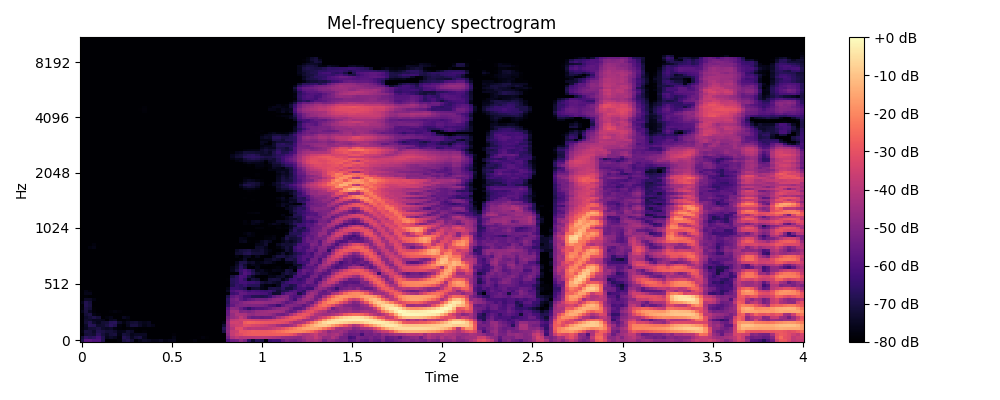 Mel-frequency spectrogram
8192
4096
2048
1024
512
0
Hz
0 0.5 1 1.5 2 2.5 3 3.5 4
Time
+0 dB
-10 dB
-20 dB
-30 dB
-40 dB
-50 dB
-60 dB
-70 dB
-80 dB